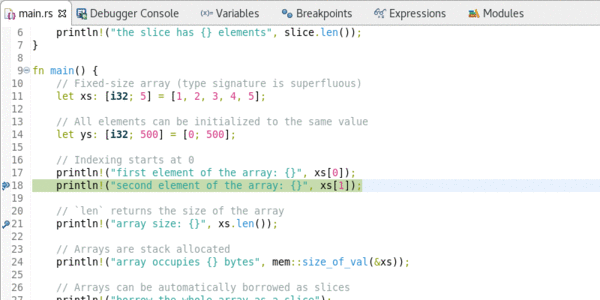 main.rs Debugger Console (x)= Variables Breakpoints Expressions Modules
6 println!("the slice has {} elements", slice.len());
7 }
8
9 fn main() {
10 // Fixed-size array (type signature is superfluous)
11 let xs: [i32; 5] = [1, 2, 3, 4, 5];
12
13 // All elements can be initialized to the same value
14 let ys: [i32; 500] = [0; 500];
15
16 // Indexing starts at 0
17 println!("first element of the array: {}", xs[0]);
18 println!("second element of the array: {}", xs[1]);
19
20 // `len` returns the size of the array
21 println!("array size: {}", xs.len());
22
23 // Arrays are stack allocated
24 println!("array occupies {} bytes", mem::size_of_val(&xs));
25
26 // Arrays can be automatically borrowed as slices
27 println!("borrow the whole array as a slice");